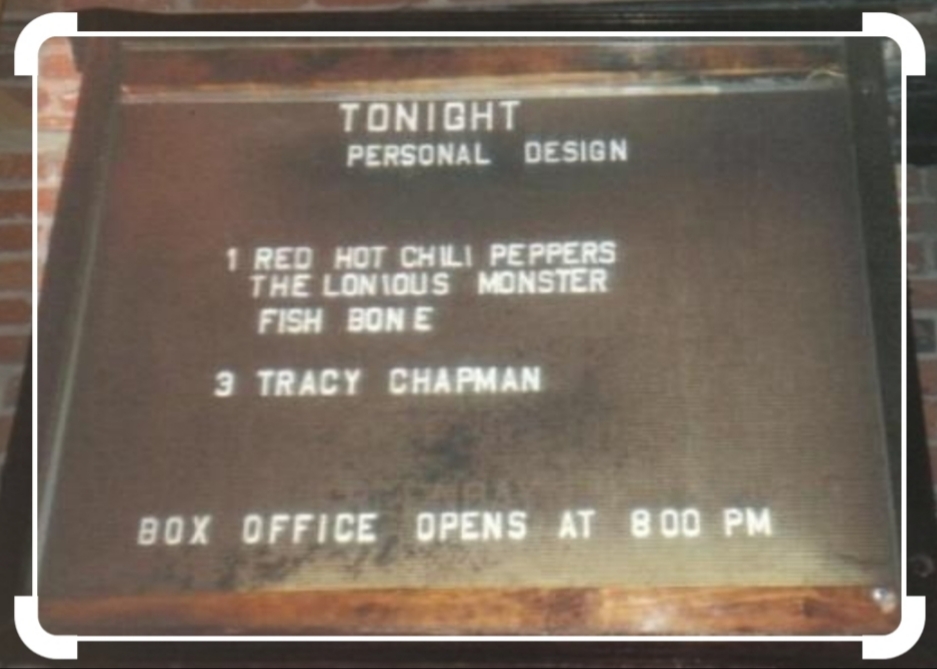 TONIGHT
PERSONAL DESIGN
1 RED HOT CHILI PEPPERS
THE LONIOUS MONSTER
FISH BONE
3 TRACY CHAPMAN
BOX OFFICE OPENS AT 8 00 PM